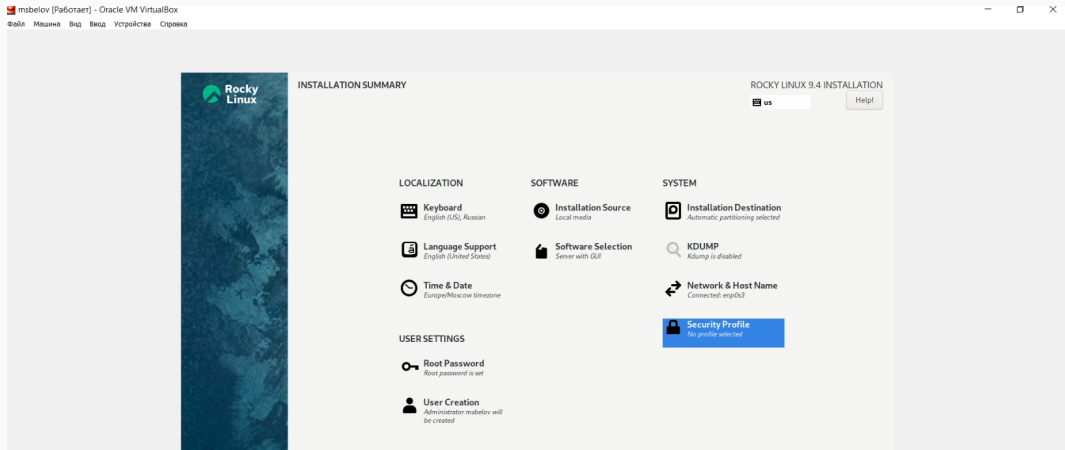 msbelov [Работает] - Oracle VM VirtualBox
Файл Машина Вид Ввод Устройства Справка
Rocky
Linux
INSTALLATION SUMMARY
ROCKY LINUX 9.4 INSTALLATION
us
Help!
LOCALIZATION
Keyboard
English (US), Russian
Language Support
English (United States)
Time & Date
Europe/Moscow timezone
SOFTWARE
Installation Source
Local media
Software Selection
Server with GUI
SYSTEM
Installation Destination
Automatic partitioning selected
KDUMP
Kdump is disabled
Network & Host Name
Connected: enp0s3
Security Profile
No profile selected
USER SETTINGS
Root Password
Root password is set
User Creation
Administrator msbelov will
be created